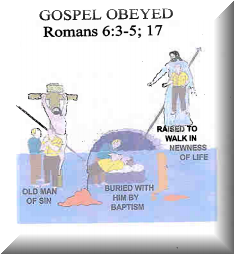 GOSPEL OBEYED
Romans 6:3-5; 17
RAISED TO
WALK IN
NEWNESS
OF LIFE
OLD MAN
OF SIN
BURIED WITH
HIM BY
BAPTISM